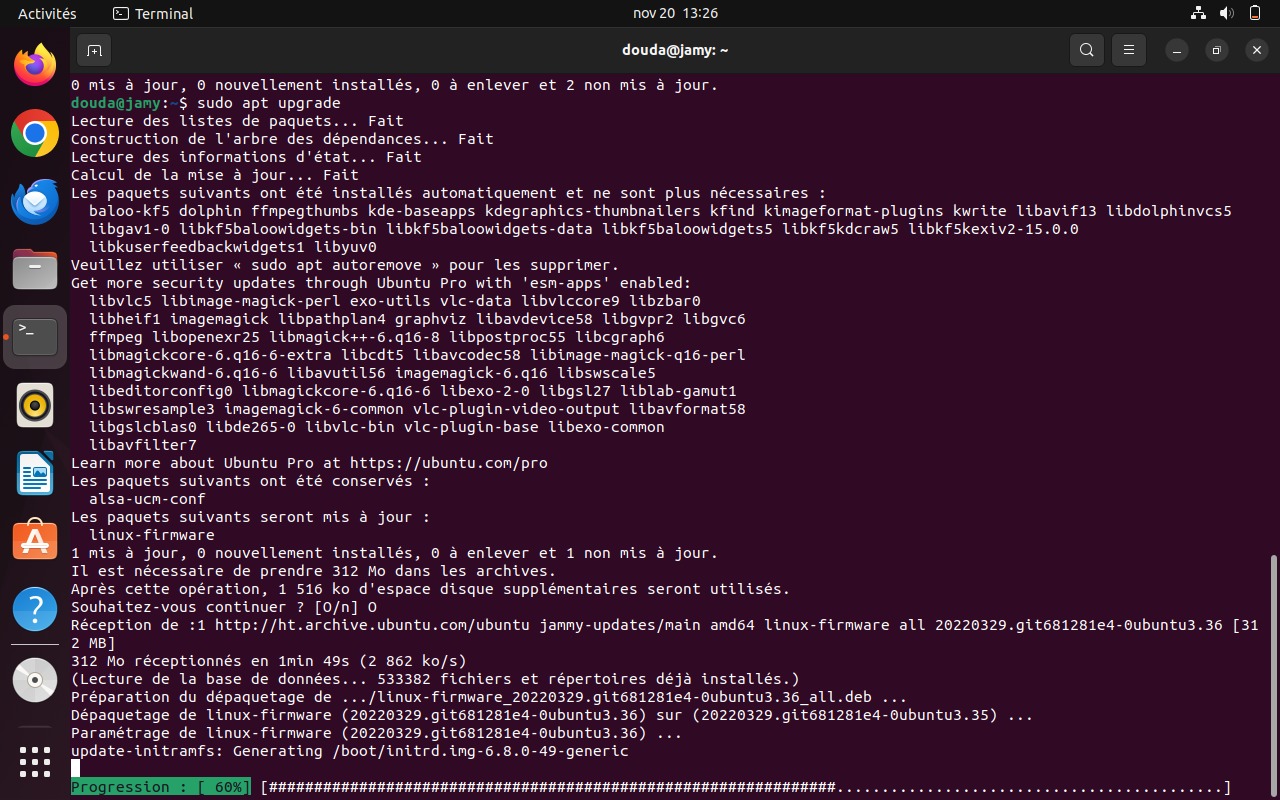 Activités Terminal nov 20 13:26
douda@jamy: ~
0 mis à jour, 0 nouvellement installés, 0 à enlever et 2 non mis à jour.
douda@jamy:~$ sudo apt upgrade
Lecture des listes de paquets... Fait
Construction de l'arbre des dépendances... Fait
Lecture des informations d'état... Fait
Calcul de la mise à jour... Fait
Les paquets suivants ont été installés automatiquement et ne sont plus nécessaires :
baloo-kf5 dolphin ffmpegthumbs kde-baseapps kdegraphics-thumbnailers kfind kimageformat-plugins kwrite libavif13 libdolphinvcs5
libgav1-0 libkf5baloowidgets-bin libkf5baloowidgets-data libkf5baloowidgets5 libkf5kdcraw5 libkf5kexiv2-15.0.0
libkuserfeedbackwidgets1 libyuv0
Veuillez utiliser « sudo apt autoremove » pour les supprimer.
Get more security updates through Ubuntu Pro with 'esm-apps' enabled:
libvlc5 libimage-magick-perl exo-utils vlc-data libvlccore9 libzbar0
libheif1 imagemagick libpathplan4 graphviz libavdevice58 libgvpr2 libgvc6
ffmpeg libopenexr25 libmagick++-6.q16-8 libpostproc55 libcgraph6
libmagickcore-6.q16-6-extra libcdt5 libavcodec58 libimage-magick-q16-perl
libmagickwand-6.q16-6 libavutil56 imagemagick-6.q16 libswscale5
libeditorconfig0 libmagickcore-6.q16-6 libexo-2-0 libgsl27 liblab-gamut1
libswresample3 imagemagick-6-common vlc-plugin-video-output libavformat58
libgslcblas0 libde265-0 libvlc-bin vlc-plugin-base libexo-common
libavfilter7
Learn more about Ubuntu Pro at https://ubuntu.com/pro
Les paquets suivants ont été conservés :
alsa-ucm-conf
Les paquets suivants seront mis à jour :
linux-firmware
1 mis à jour, 0 nouvellement installés, 0 à enlever et 1 non mis à jour.
Il est nécessaire de prendre 312 Mo dans les archives.
Après cette opération, 1 516 ko d'espace disque supplémentaires seront utilisés.
Souhaitez-vous continuer ? [O/n] O
Réception de :1 http://ht.archive.ubuntu.com/ubuntu jammy-updates/main amd64 linux-firmware all 20220329.git681281e4-0ubuntu3.36 [31
2 MB]
312 Mo réceptionnés en 1min 49s (2 862 ko/s)
(Lecture de la base de données... 533382 fichiers et répertoires déjà installés.)
Préparation du dépaquetage de .../linux-firmware_20220329.git681281e4-0ubuntu3.36_all.deb ...
Dépaquetage de linux-firmware (20220329.git681281e4-0ubuntu3.36) sur (20220329.git681281e4-0ubuntu3.35) ...
Paramétrage de linux-firmware (20220329.git681281e4-0ubuntu3.36) ...
update-initramfs: Generating /boot/initrd.img-6.8.0-49-generic
Progression : [ 60%] [###############################################################...........................................]